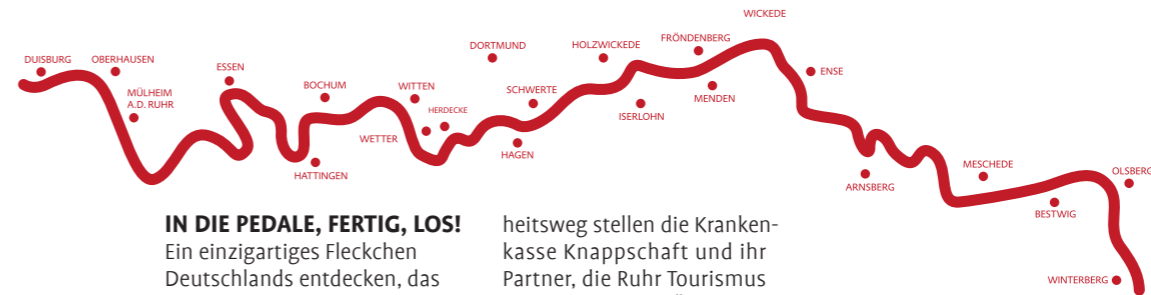 WICKEDE
DUISBURG
OBERHAUSEN
MÜLHEIM
A.D. RUHR
ESSEN
BOCHUM
HATTINGEN
WITTEN
WETTER
HERDECKE
DORTMUND
SCHWERTE
HAGEN
HOLZWICKEDE
ISERLOHN
FRÖNDENBERG
MENDEN
ENSE
ARNSBERG
MESCHEDE
BESTWIG
OLSBERG
WINTERBERG
IN DIE PEDALE, FERTIG, LOS!
Ein einzigartiges Fleckchen
Deutschlands entdecken, das
heitsweg stellen die Kranken-
kasse Knappschaft und ihr
Partner, die Ruhr Tourismus